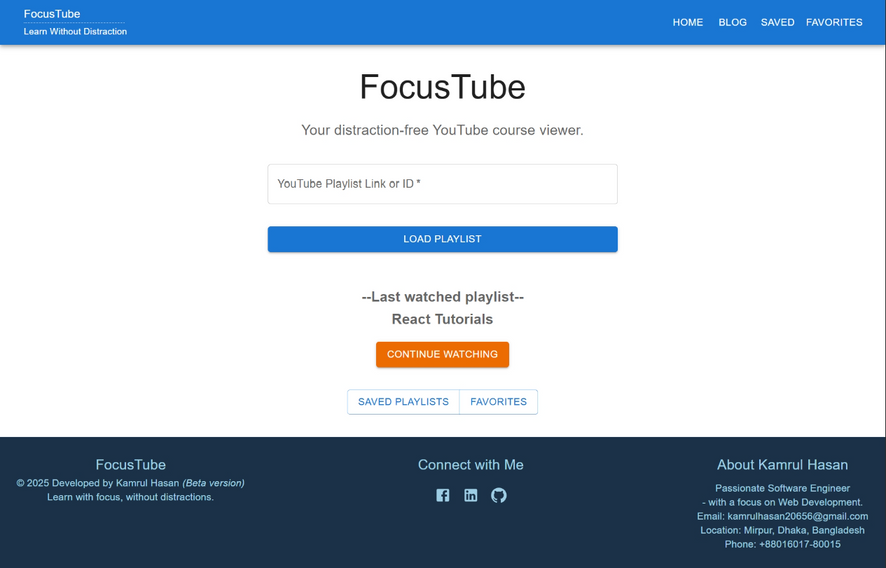 FocusTube
Learn Without Distraction
HOME BLOG SAVED FAVORITES
FocusTube
Your distraction-free YouTube course viewer.
YouTube Playlist Link or ID *
LOAD PLAYLIST
--Last watched playlist--
React Tutorials
CONTINUE WATCHING
SAVED PLAYLISTS FAVORITES
FocusTube
© 2025 Developed by Kamrul Hasan (Beta version)
Learn with focus, without distractions.
Connect with Me
About Kamrul Hasan
Passionate Software Engineer
- with a focus on Web Development.
Email: kamrulhasan20656@gmail.com
Location: Mirpur, Dhaka, Bangladesh
Phone: +88016017-80015